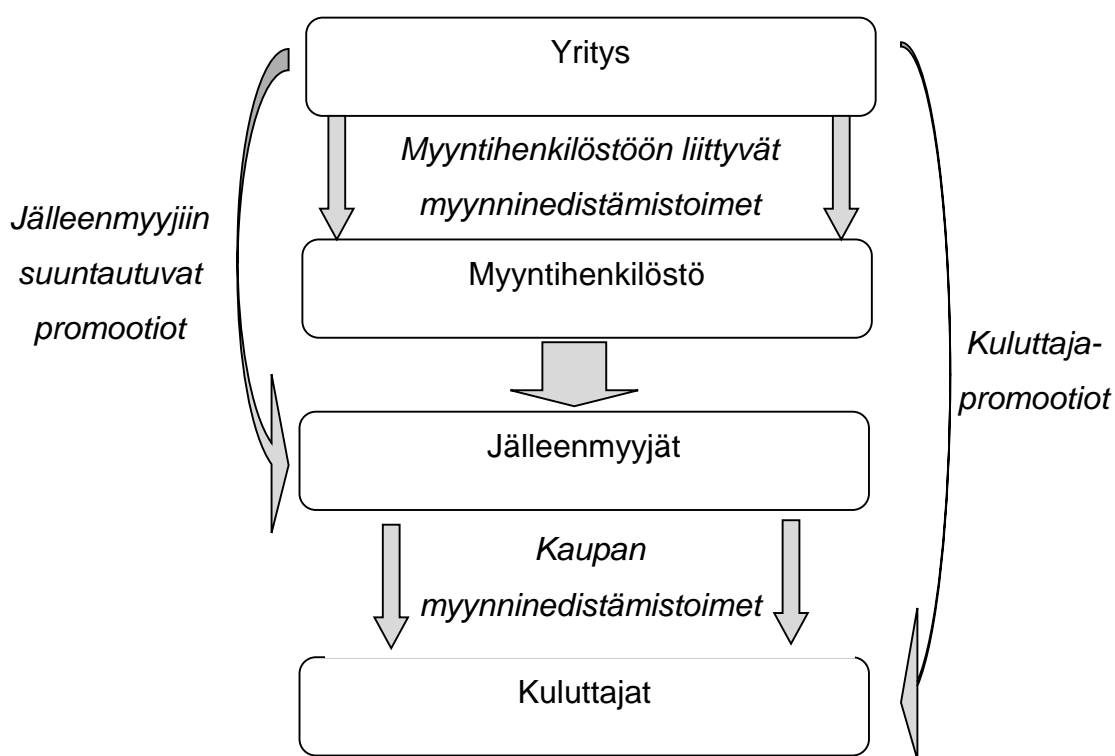 Yritys
Myyntihenkilöstöön liittyvät
myynninedistämistoimet
Jälleenmyyjiin
suuntautuvat
promootiot
Myyntihenkilöstö
Kuluttaja-
promootiot
Jälleenmyyjät
Kaupan
myynninedistämistoimet
Kuluttajat